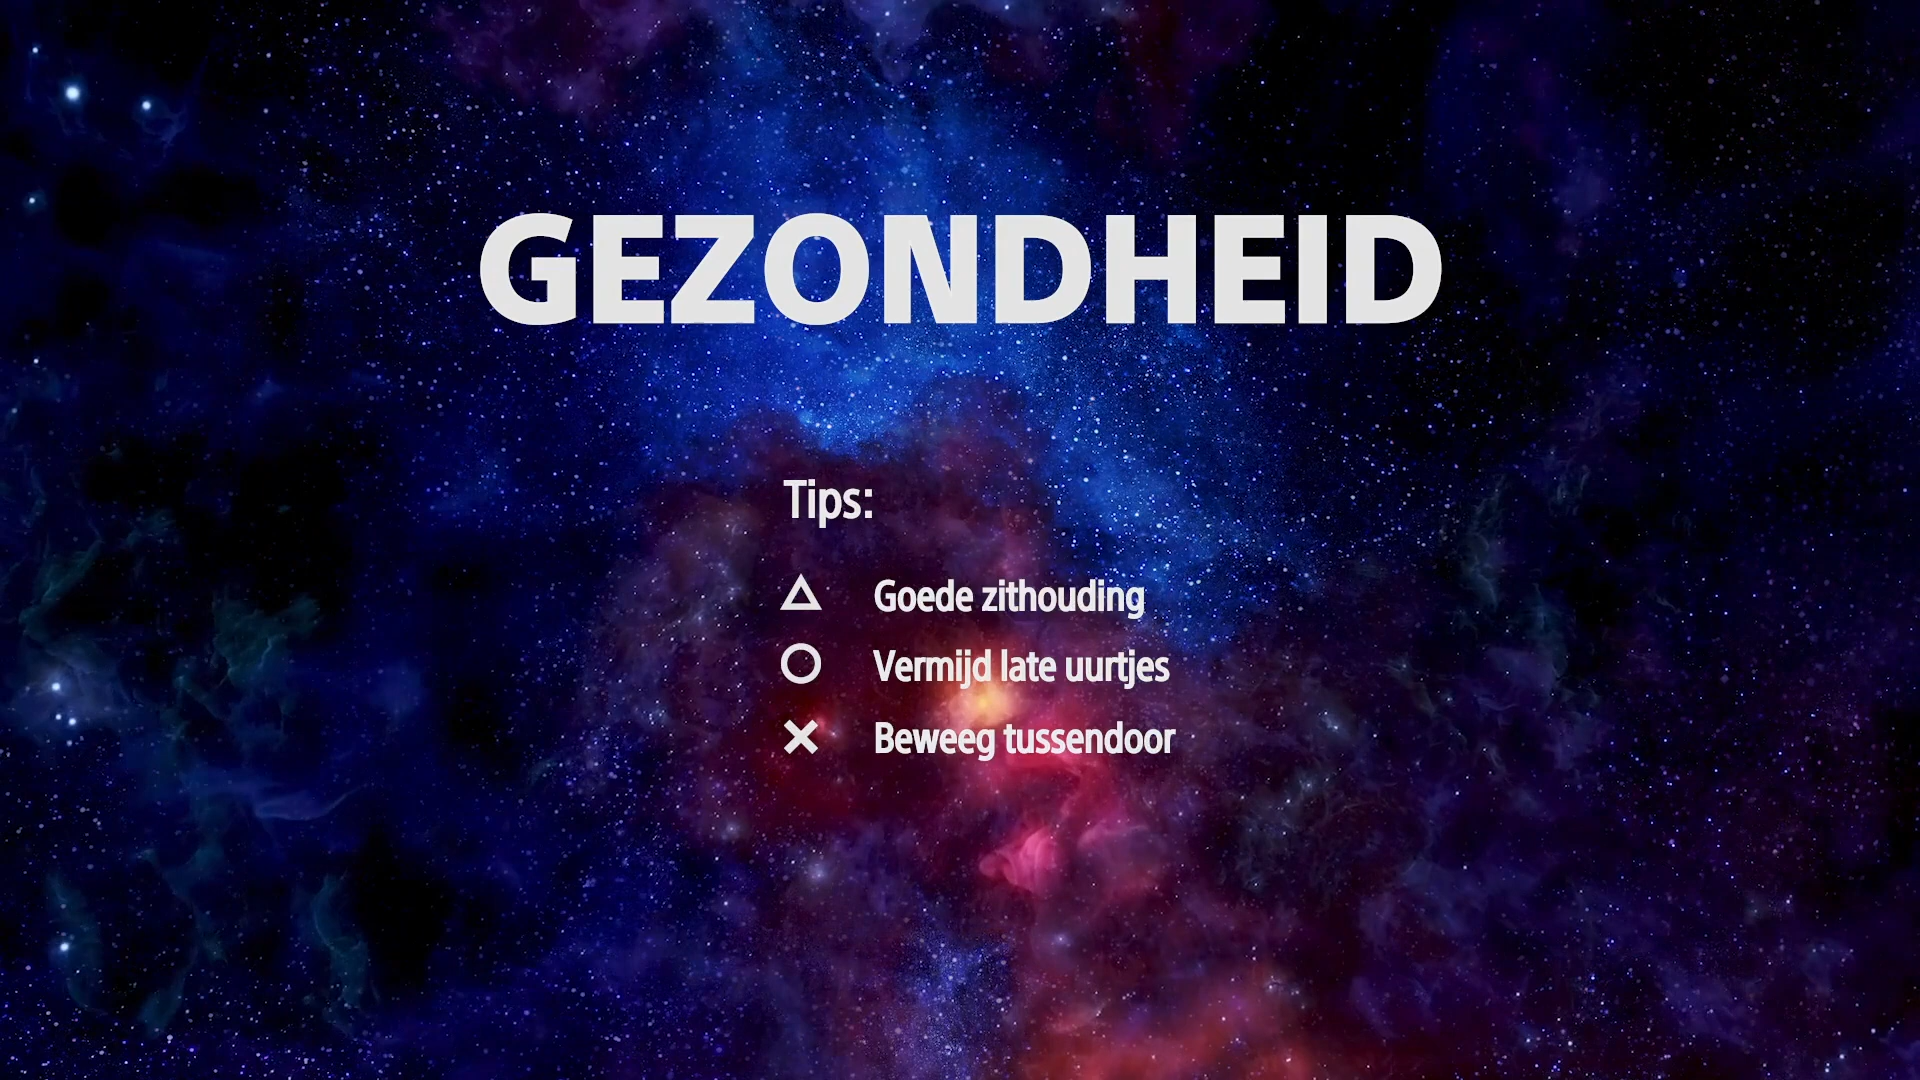 GEZONDHEID
Tips:
Goede zithouding
Vermijd late uurtjes
Beweeg tussendoor